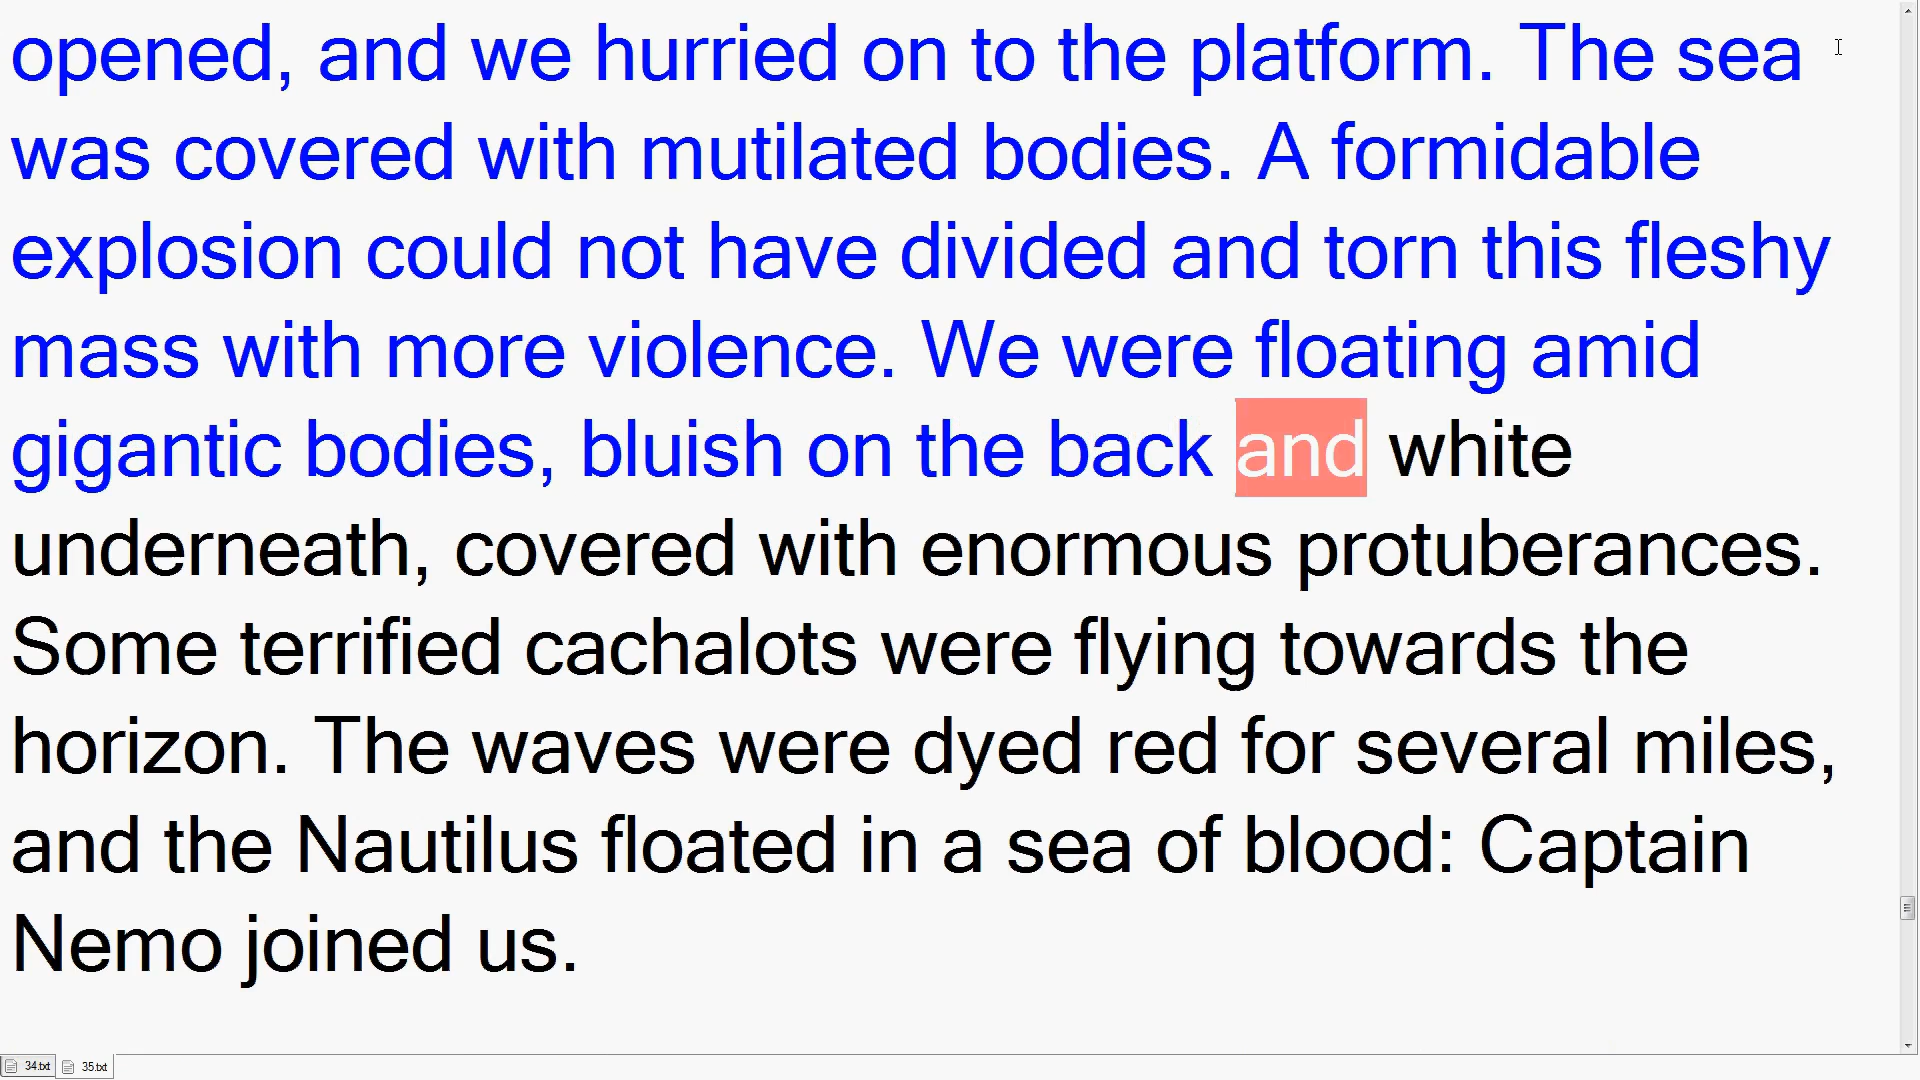 opened, and we hurried on to the platform. The sea
was covered with mutilated bodies. A formidable
explosion could not have divided and torn this fleshy
mass with more violence. We were floating amid
gigantic bodies, bluish on the back and white
underneath, covered with enormous protuberances.
Some terrified cachalots were flying towards the
horizon. The waves were dyed red for several miles,
and the Nautilus floated in a sea of blood: Captain
Nemo joined us.
34.txt 35.txt